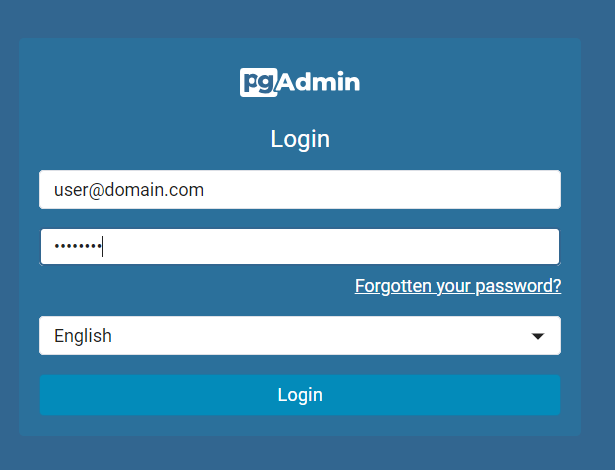 pgAdmin
Login
user@domain.com
••••••••
Forgotten your password?
English
Login